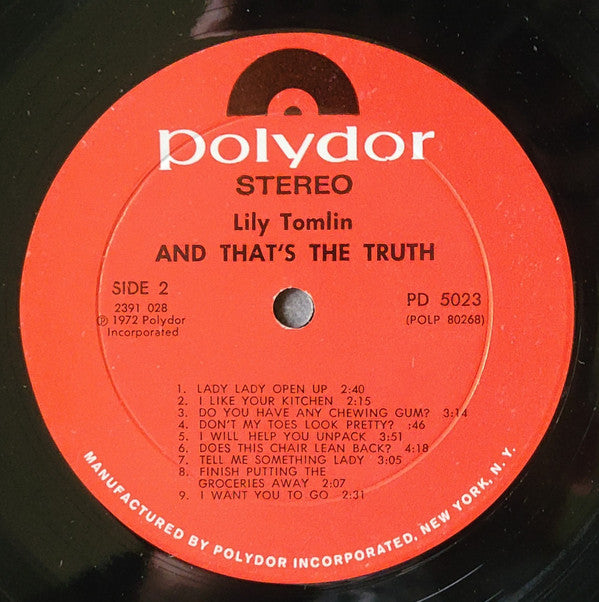 polydor
STEREO
Lily Tomlin
AND THAT'S THE TRUTH
SIDE 2
2391 028
℗ 1972 Polydor
Incorporated
PD 5023
(POLP 80268)
1. LADY LADY OPEN UP 2:40
2. I LIKE YOUR KITCHEN 2:15
3. DO YOU HAVE ANY CHEWING GUM? 3:14
4. DON'T MY TOES LOOK PRETTY? :46
5. I WILL HELP YOU UNPACK 3:51
6. DOES THIS CHAIR LEAN BACK? 4:18
7. TELL ME SOMETHING LADY 3:05
8. FINISH PUTTING THE
GROCERIES AWAY 2:07
9. I WANT YOU TO GO 2:31
MANUFACTURED BY POLYDOR INCORPORATED, NEW YORK, N. Y.